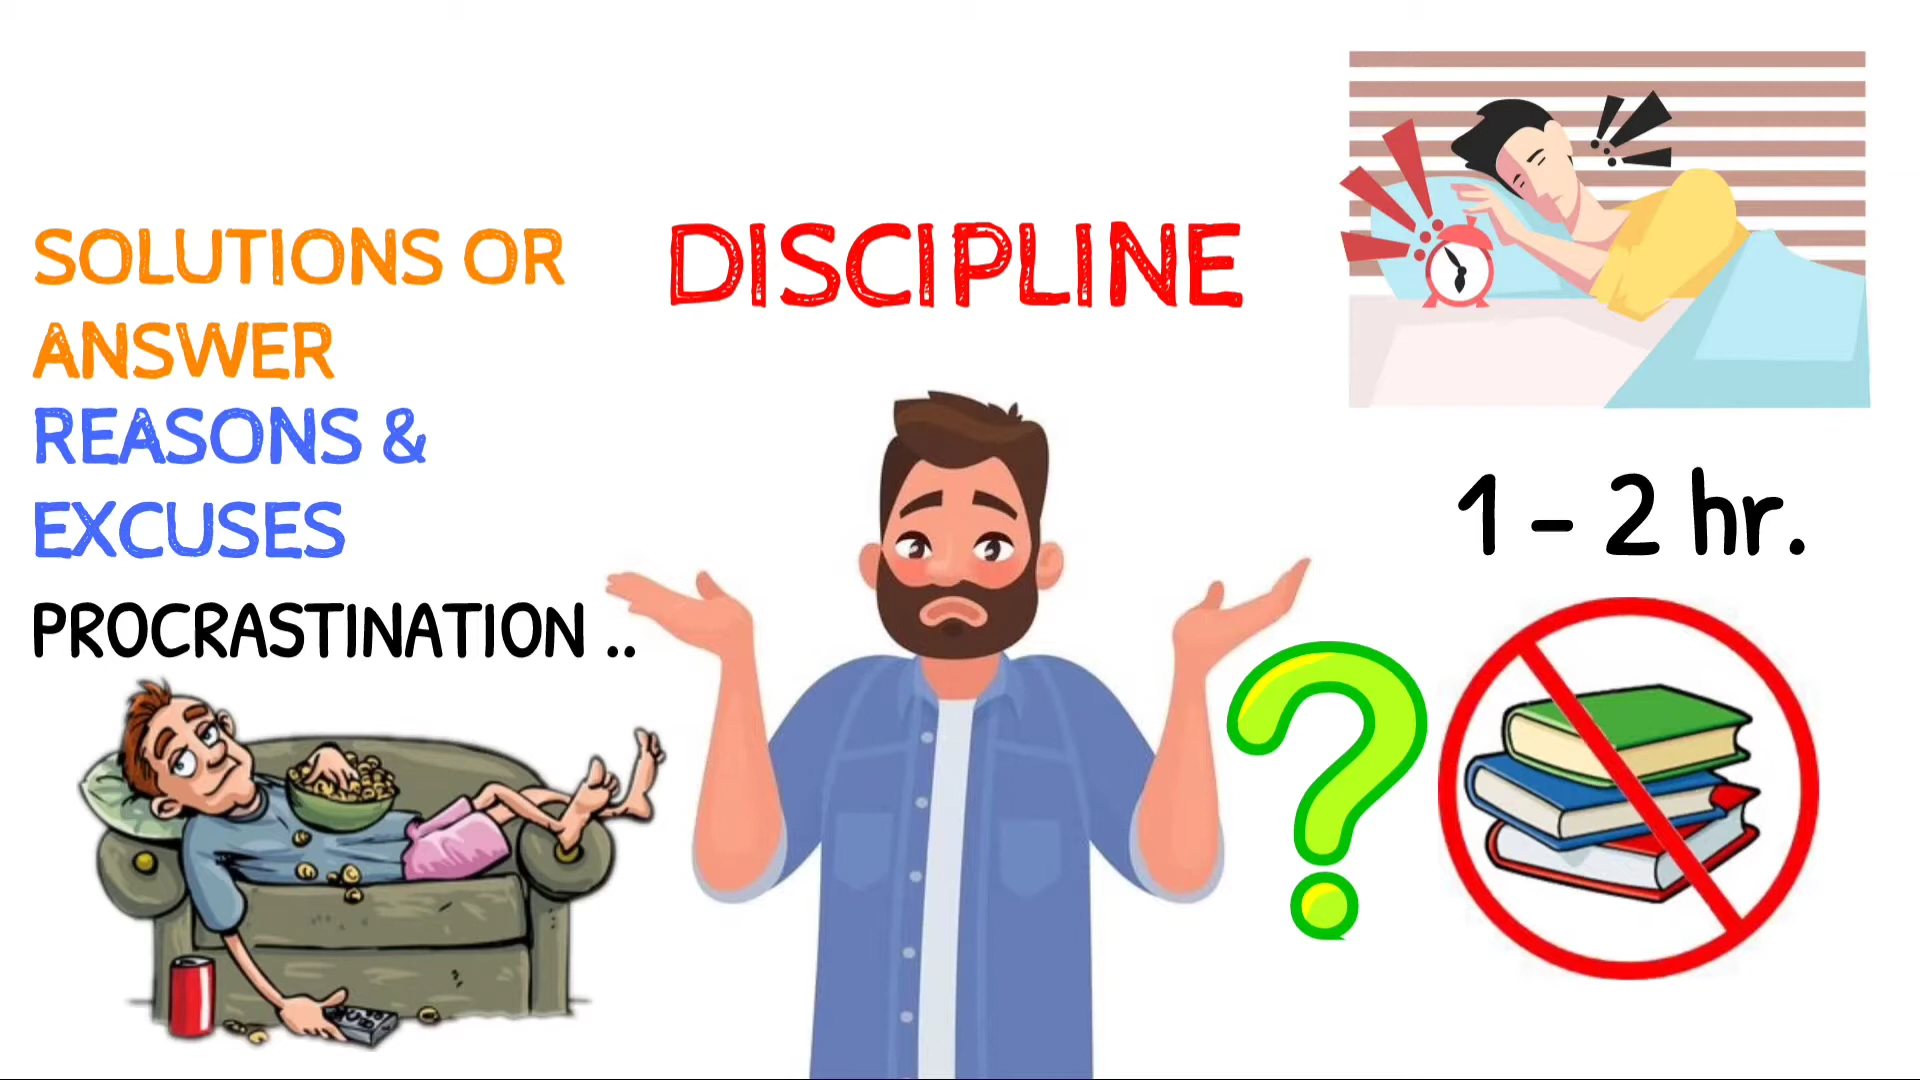 SOLUTIONS OR
ANSWER
REASONS &
EXCUSES
PROCRASTINATION ..
DISCIPLINE
1 - 2 hr.
?